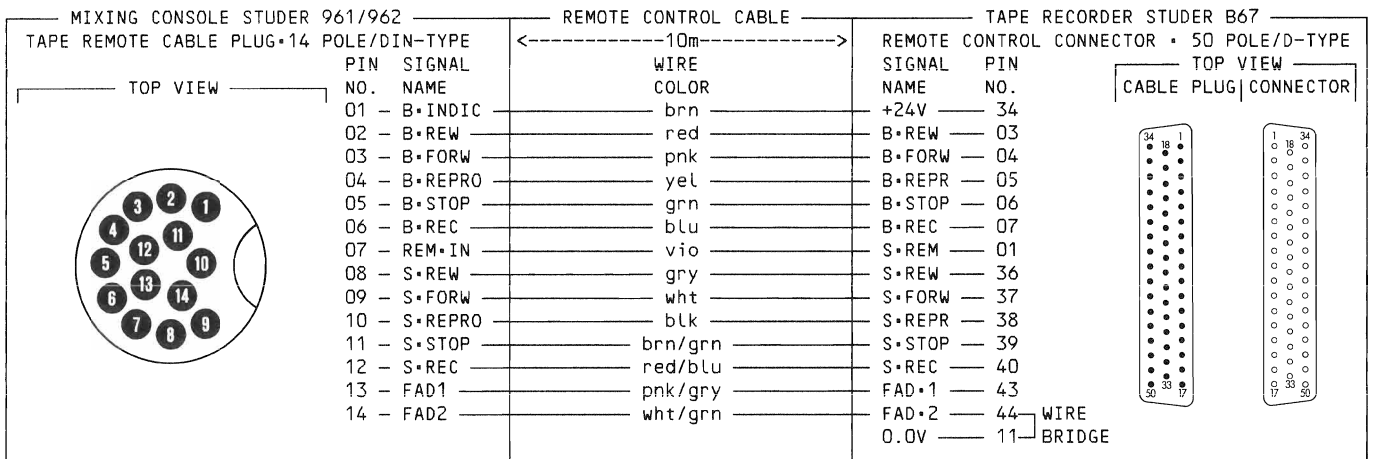 MIXING CONSOLE STUDER 961/962 REMOTE CONTROL CABLE TAPE RECORDER STUDER B67
TAPE REMOTE CABLE PLUG▪14 POLE/DIN-TYPE <-------------10m-------------> REMOTE CONTROL CONNECTOR ▪ 50 POLE/D-TYPE
PIN SIGNAL WIRE SIGNAL PIN TOP VIEW
TOP VIEW NO. NAME COLOR NAME NO. CABLE PLUG CONNECTOR
01 – B▪INDIC brn +24V 34
02 – B▪REW red B▪REW 03
03 – B▪FORW pnk B▪FORW 04
04 – B▪REPRO yel B▪REPR 05
05 – B▪STOP grn B▪STOP 06
06 – B▪REC blu B▪REC 07
07 – REM▪IN vio S▪REM 01
08 – S▪REW gry S▪REW 36
09 – S▪FORW wht S▪FORW 37
10 – S▪REPRO blk S▪REPR 38
11 – S▪STOP brn/grn S▪STOP 39
12 – S▪REC red/blu S▪REC 40
13 – FAD1 pnk/gry FAD▪1 43
14 – FAD2 wht/grn FAD▪2 44 WIRE
0.0V 11 BRIDGE
3 2 1
4 11
12
5 10
13
6 14
7 8 9
34 18 1
50 33 17
1 18 34
17 33 50